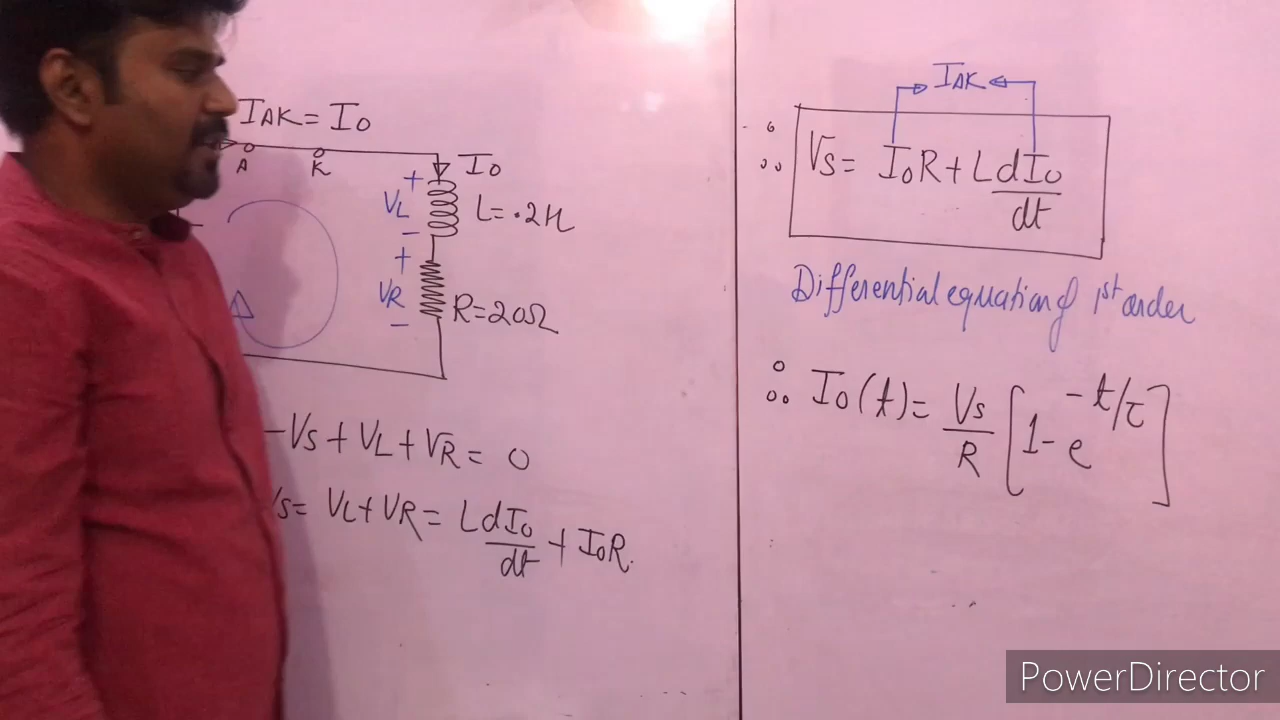 IAK = IO
A K IO
+
VL L = .2H
-
+
VR R = 20Ω
-
-VS + VL + VR = 0
VS = VL + VR = L dIO/dt + IOR.
IAK
∴ VS = IOR + L dIO/dt
Differential equation of 1st order
∴ IO(t) = VS/R [1 - e^-t/τ]
PowerDirector